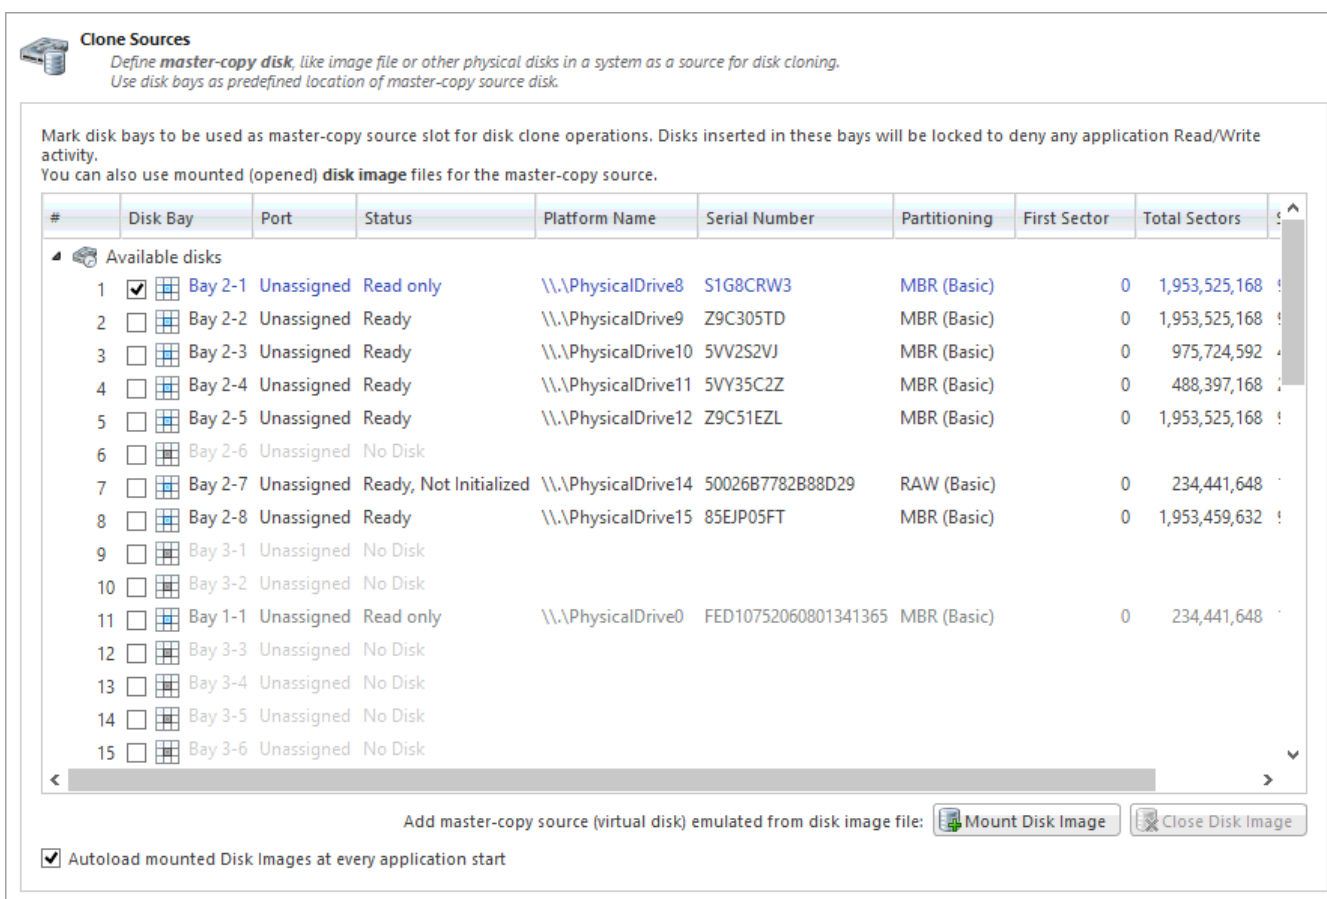 Clone Sources
Define master-copy disk, like image file or other physical disks in a system as a source for disk cloning.
Use disk bays as predefined location of master-copy source disk.
Mark disk bays to be used as master-copy source slot for disk clone operations. Disks inserted in these bays will be locked to deny any application Read/Write
activity.
You can also use mounted (opened) disk image files for the master-copy source.
# Disk Bay Port Status Platform Name Serial Number Partitioning First Sector Total Sectors
Available disks
1 Bay 2-1 Unassigned Read only \\.\PhysicalDrive8 S1G8CRW3 MBR (Basic) 0 1,953,525,168
2 Bay 2-2 Unassigned Ready \\.\PhysicalDrive9 Z9C305TD MBR (Basic) 0 1,953,525,168
3 Bay 2-3 Unassigned Ready \\.\PhysicalDrive10 5VV2S2VJ MBR (Basic) 0 975,724,592
4 Bay 2-4 Unassigned Ready \\.\PhysicalDrive11 5VY35C2Z MBR (Basic) 0 488,397,168
5 Bay 2-5 Unassigned Ready \\.\PhysicalDrive12 Z9C51EZL MBR (Basic) 0 1,953,525,168
6 Bay 2-6 Unassigned No Disk
7 Bay 2-7 Unassigned Ready, Not Initialized \\.\PhysicalDrive14 50026B7782B88D29 RAW (Basic) 0 234,441,648
8 Bay 2-8 Unassigned Ready \\.\PhysicalDrive15 85EJP05FT MBR (Basic) 0 1,953,459,632
9 Bay 3-1 Unassigned No Disk
10 Bay 3-2 Unassigned No Disk
11 Bay 1-1 Unassigned Read only \\.\PhysicalDrive0 FED10752060801341365 MBR (Basic) 0 234,441,648
12 Bay 3-3 Unassigned No Disk
13 Bay 3-4 Unassigned No Disk
14 Bay 3-5 Unassigned No Disk
15 Bay 3-6 Unassigned No Disk
Add master-copy source (virtual disk) emulated from disk image file: Mount Disk Image Close Disk Image
Autoload mounted Disk Images at every application start